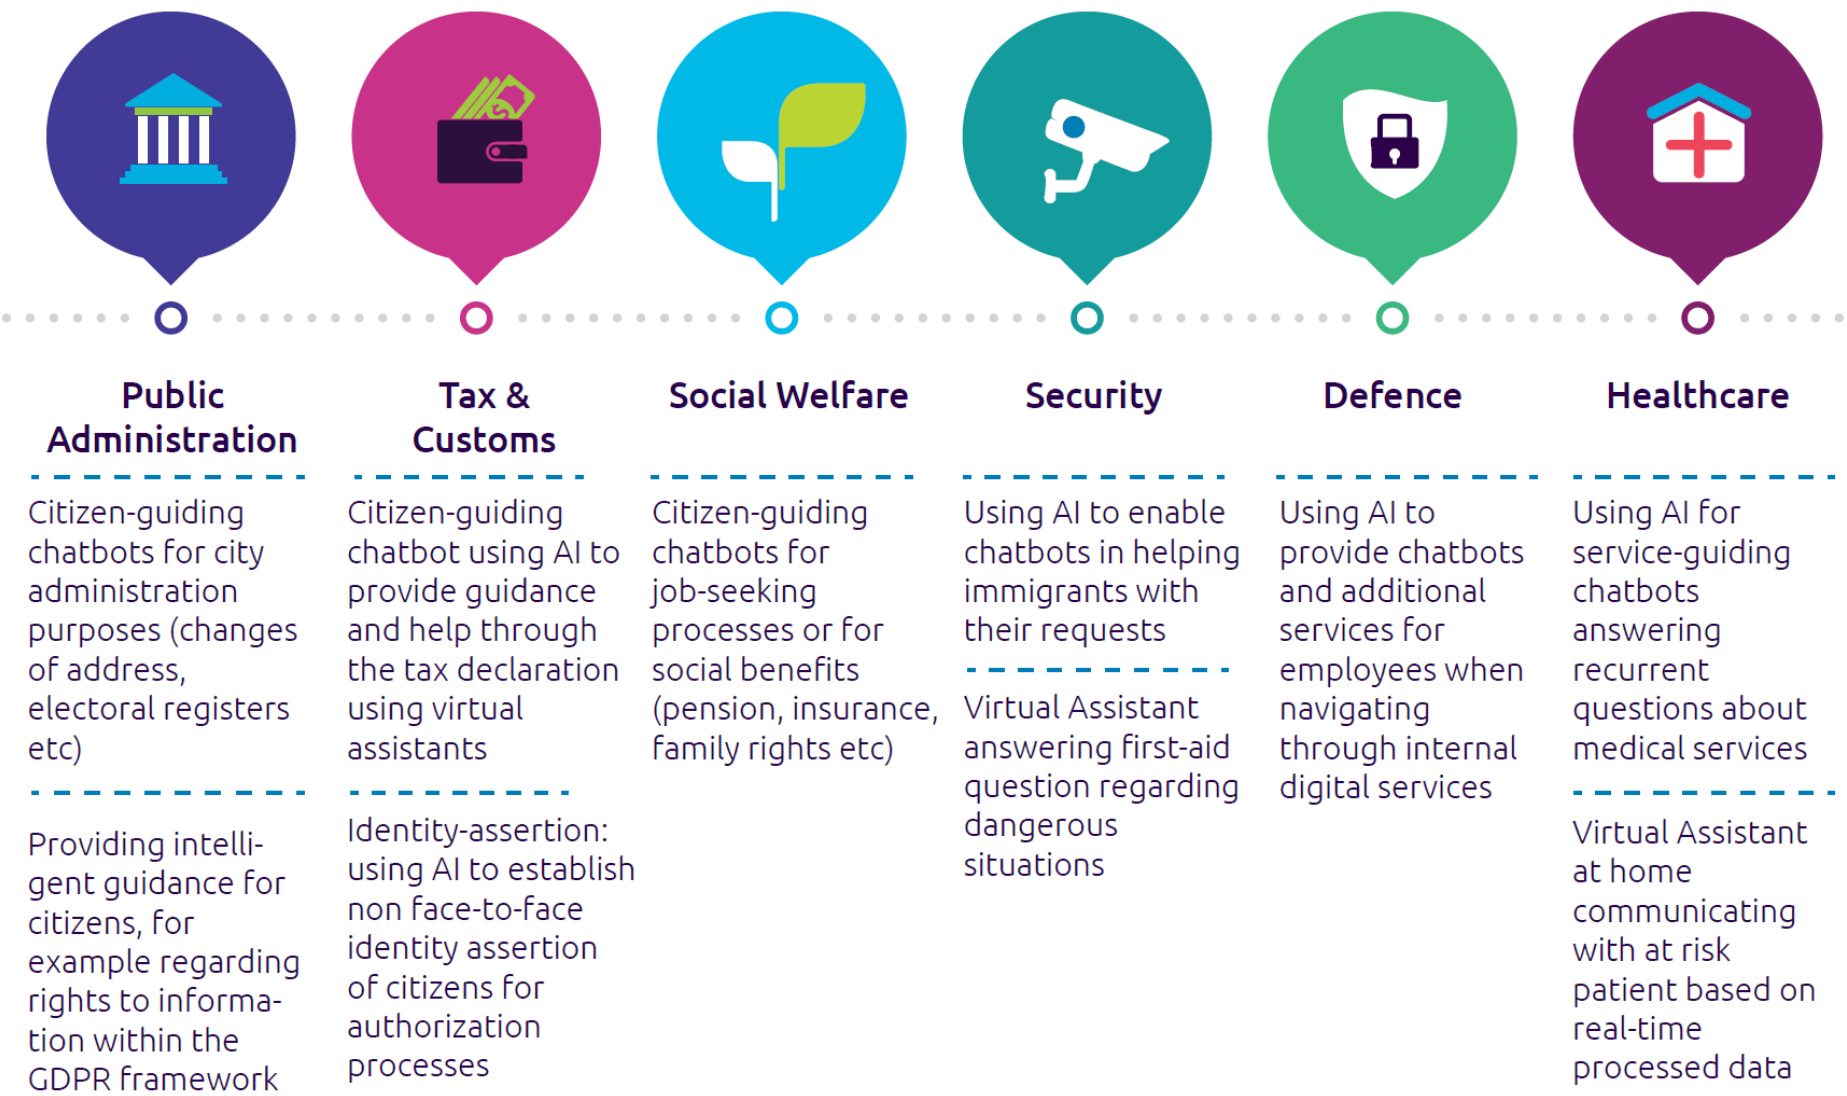 Public
Administration
Citizen-guiding
chatbots for city
administration
purposes (changes
of address,
electoral registers
etc)
Providing intelli-
gent guidance for
citizens, for
example regarding
rights to informa-
tion within the
GDPR framework
Tax &
Customs
Citizen-guiding
chatbot using AI to
provide guidance
and help through
the tax declaration
using virtual
assistants
Identity-assertion:
using AI to establish
non face-to-face
identity assertion
of citizens for
authorization
processes
Social Welfare
Citizen-guiding
chatbots for
job-seeking
processes or for
social benefits
(pension, insurance,
family rights etc)
Security
Using AI to enable
chatbots in helping
immigrants with
their requests
Virtual Assistant
answering first-aid
question regarding
dangerous
situations
Defence
Using AI to
provide chatbots
and additional
services for
employees when
navigating
through internal
digital services
Healthcare
Using AI for
service-guiding
chatbots
answering
recurrent
questions about
medical services
Virtual Assistant
at home
communicating
with at risk
patient based on
real-time
processed data